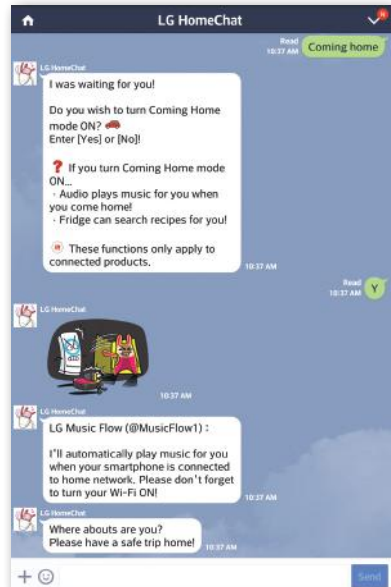 LG HomeChat
Read
10:37 AM
Coming home
LG HomeChat
I was waiting for you!
Do you wish to turn Coming Home
mode ON?
Enter [Yes] or [No]!
If you turn Coming Home mode
ON...
· Audio plays music for you when
you come home!
· Fridge can search recipes for you!
These functions only apply to
connected products.
10:37 AM
Read
10:37 AM
Y
LG HomeChat
10:37 AM
LG HomeChat
LG Music Flow (@MusicFlow1) :
I'll automatically play music for you
when your smartphone is connected
to home network. Please don't forget
to turn your Wi-Fi ON!
10:37 AM
LG HomeChat
Where abouts are you?
Please have a safe trip home!
10:37 AM
Send